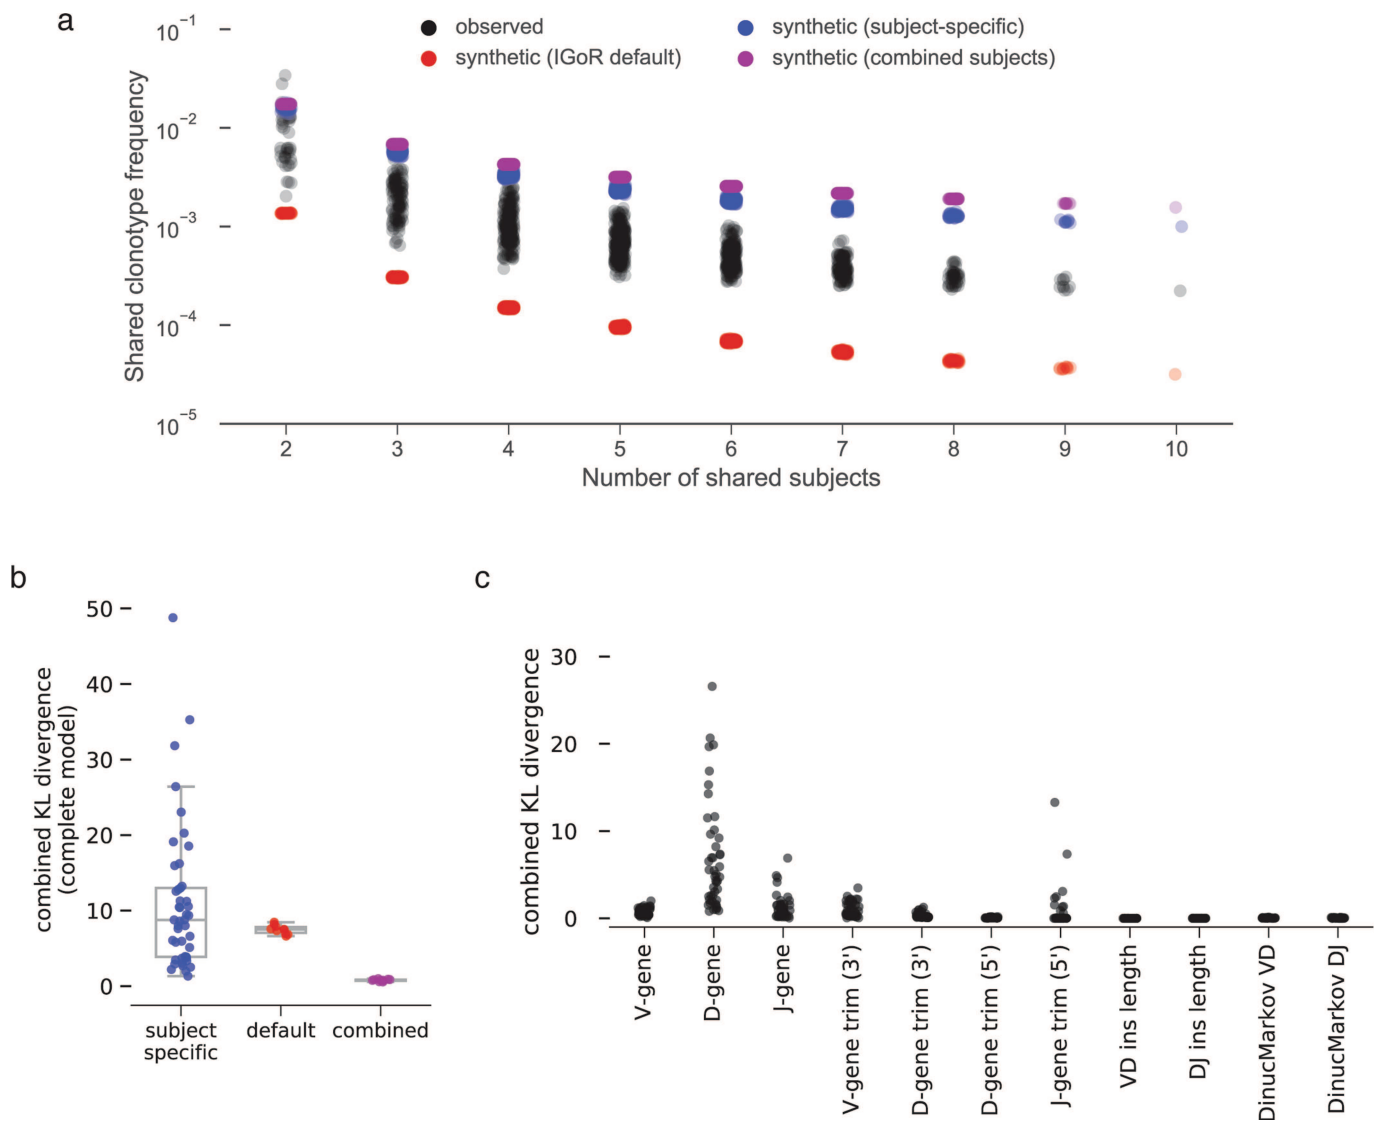 a
observed
synthetic (IGoR default)
synthetic (subject-specific)
synthetic (combined subjects)
Shared clonotype frequency
10−1
10−2
10−3
10−4
10−5
2 3 4 5 6 7 8 9 10
Number of shared subjects
b
combined KL divergence
(complete model)
50
40
30
20
10
0
subject
specific
default
combined
c
combined KL divergence
30
20
10
0
V-gene
D-gene
J-gene
V-gene trim (3')
D-gene trim (3')
D-gene trim (5')
J-gene trim (5')
VD ins length
DJ ins length
DinucMarkov VD
DinucMarkov DJ